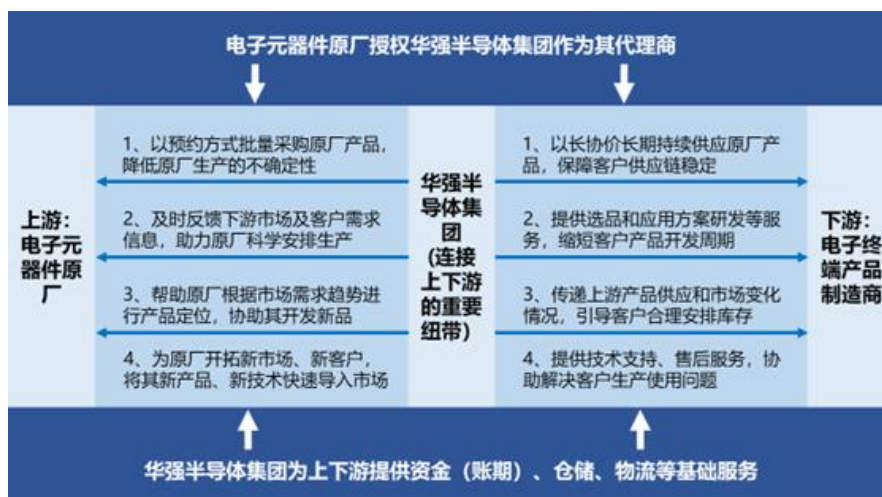 电子元器件原厂授权华强半导体集团作为其代理商
上游：
电子元
器件原
厂
1、以预约方式批量采购原厂产品，
降低原厂生产的不确定性
2、及时反馈下游市场及客户需求
信息，助力原厂科学安排生产
3、帮助原厂根据市场需求趋势进
行产品定位，协助其开发新品
4、为原厂开拓新市场、新客户，
将其新产品、新技术快速导入市场
华强半
导体集
团
(连接
上下游
的重要
纽带）
1、以长协价长期持续供应原厂产
品，保障客户供应链稳定
2、提供选品和应用方案研发等服
务，缩短客户产品开发周期
3、传递上游产品供应和市场变化
情况，引导客户合理安排库存
4、提供技术支持、售后服务，协
助解决客户生产使用问题
下游：
电子终
端产品
制造商
华强半导体集团为上下游提供资金（账期）、仓储、物流等基础服务